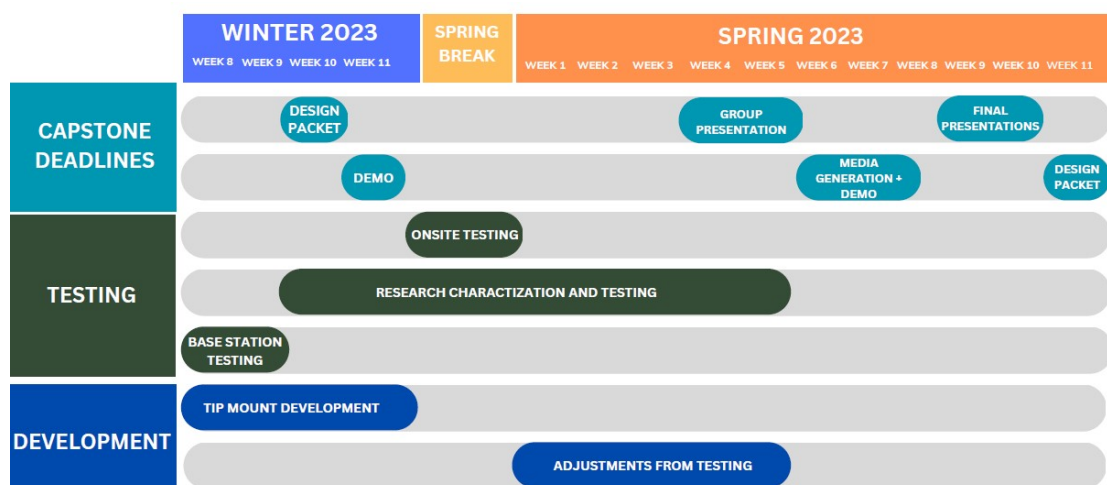 WINTER 2023
WEEK 8 WEEK 9 WEEK 10 WEEK 11
SPRING
BREAK
SPRING 2023
WEEK 1 WEEK 2 WEEK 3 WEEK 4 WEEK 5 WEEK 6 WEEK 7 WEEK 8 WEEK 9 WEEK 10 WEEK 11
CAPSTONE
DEADLINES
DESIGN
PACKET
GROUP
PRESENTATION
FINAL
PRESENTATIONS
DEMO
MEDIA
GENERATION +
DEMO
DESIGN
PACKET
TESTING
ONSITE TESTING
RESEARCH CHARACTIZATION AND TESTING
BASE STATION
TESTING
DEVELOPMENT
TIP MOUNT DEVELOPMENT
ADJUSTMENTS FROM TESTING